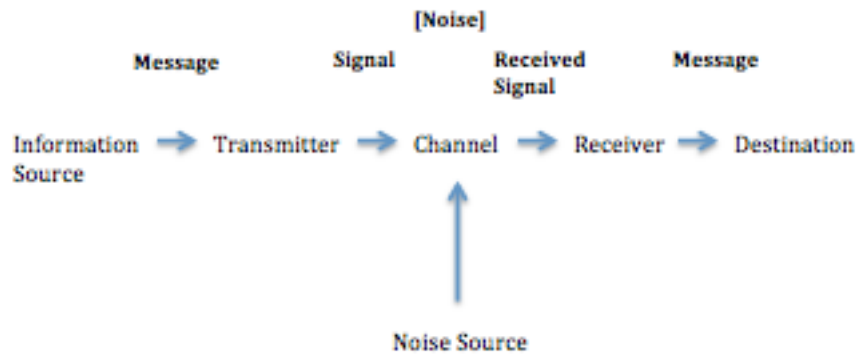 [Noise]
Message Signal Received Signal Message
Information Source Transmitter Channel Receiver Destination
Noise Source